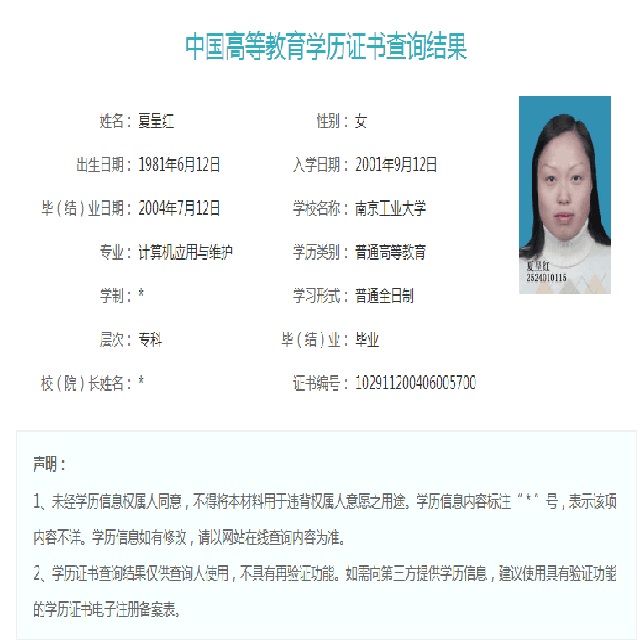 中国高等教育学历证书查询结果
姓名： 夏呈红 性别： 女
出生日期： 1981年6月12日 入学日期： 2001年9月12日
毕（结）业日期： 2004年7月12日 学校名称： 南京工业大学
专业： 计算机应用与维护 学历类别： 普通高等教育
学制： * 学习形式： 普通全日制
层次： 专科 毕（结）业： 毕业
校（院）长姓名： * 证书编号： 102911200406005700
夏呈红
2524010115
声明：
1、未经学历信息权属人同意，不得将本材料用于违背权属人意愿之用途。学历信息内容标注“ * ”号，表示该项
内容不详。学历信息如有修改，请以网站在线查询内容为准。
2、学历证书查询结果仅供查询人使用，不具有再验证功能。如需向第三方提供学历信息，建议使用具有验证功能
的学历证书电子注册备案表。